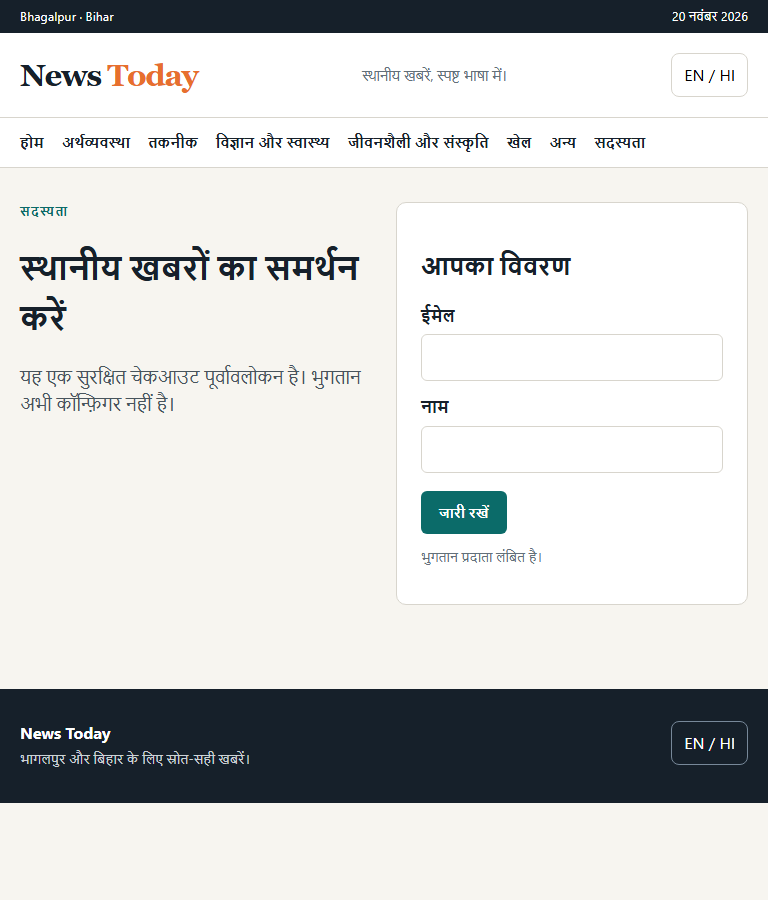 Bhagalpur · Bihar
20 नवंबर 2026
News Today
स्थानीय खबरें, स्पष्ट भाषा में।
EN / HI
होम अर्थव्यवस्था तकनीक विज्ञान और स्वास्थ्य जीवनशैली और संस्कृति खेल अन्य सदस्यता
सदस्यता
स्थानीय खबरों का समर्थन
करें
यह एक सुरक्षित चेकआउट पूर्वावलोकन है। भुगतान
अभी कॉन्फ़िगर नहीं है।
आपका विवरण
ईमेल
नाम
जारी रखें
भुगतान प्रदाता लंबित है।
News Today
भागलपुर और बिहार के लिए स्रोत-सही खबरें।
EN / HI